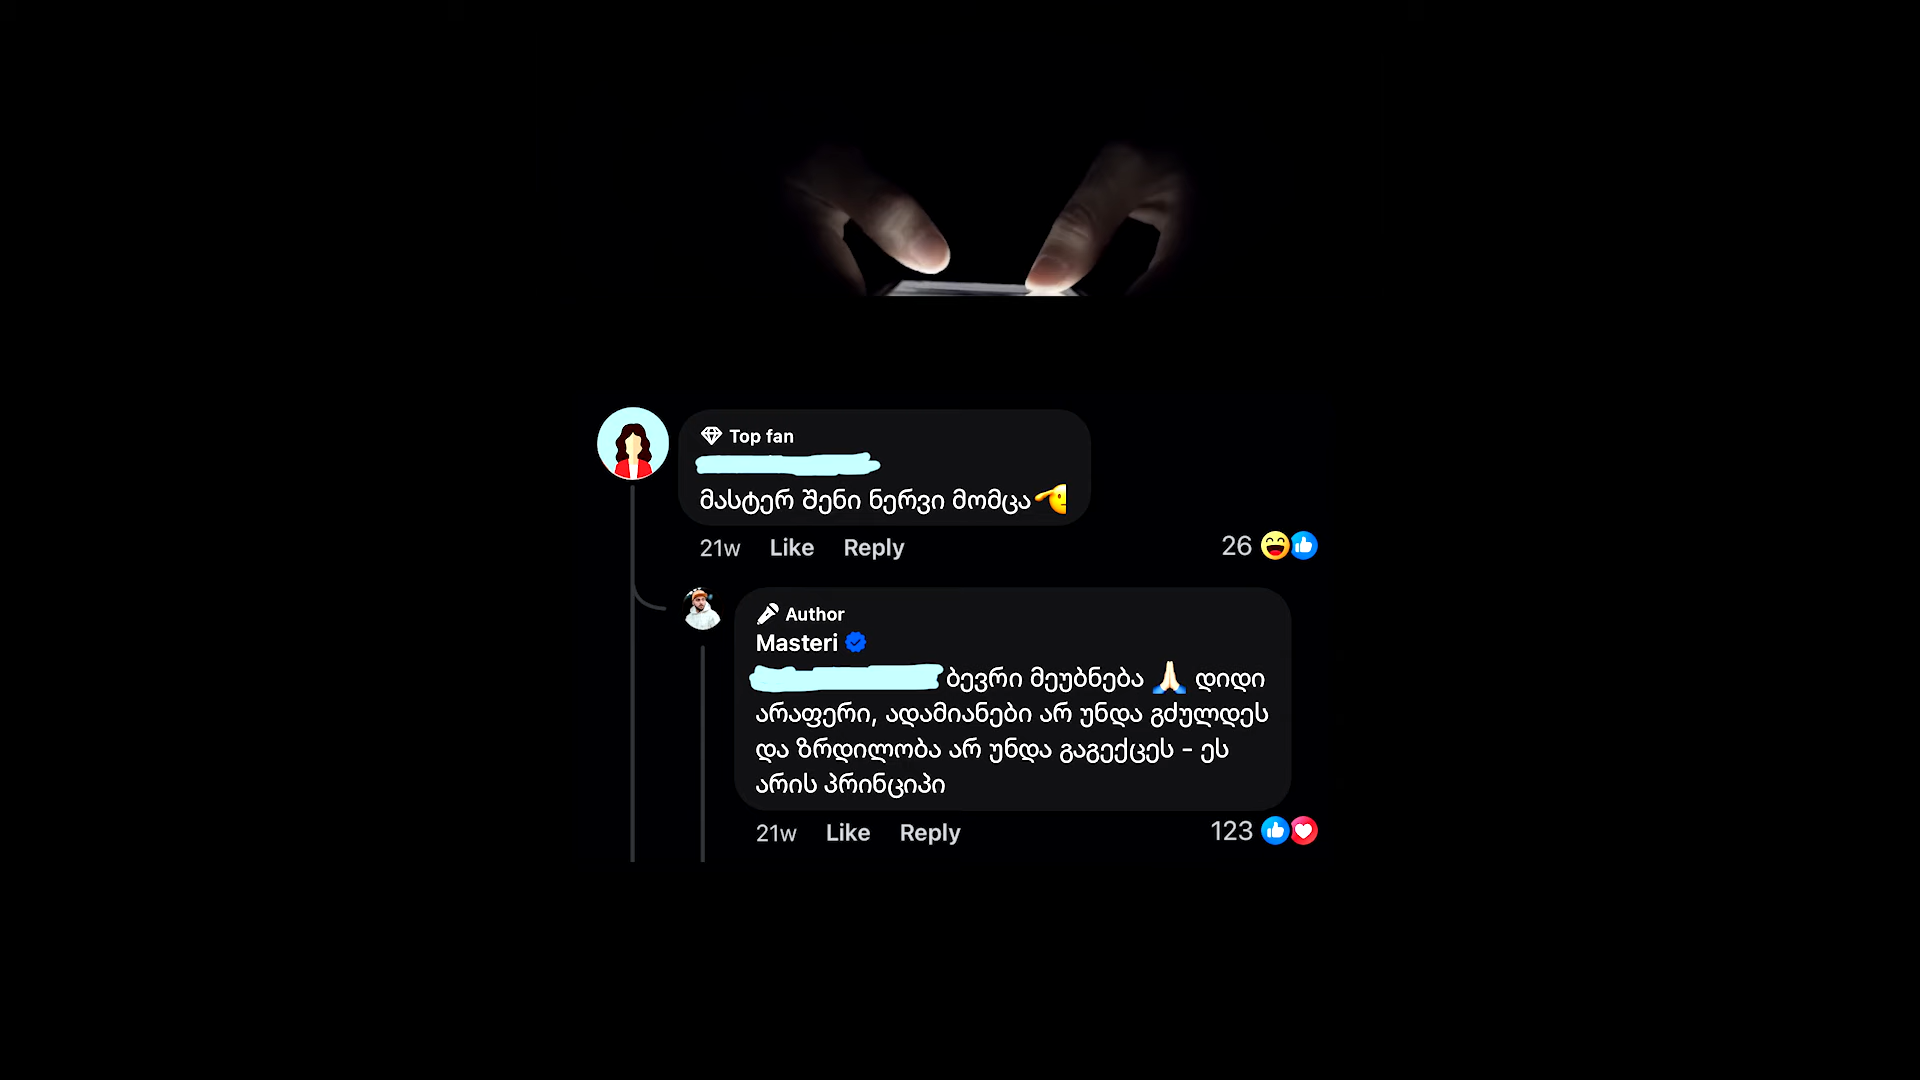 Top fan
მასტერ შენი ნერვი მომცა🫡
21w Like Reply 26
Author
Masteri
ბევრი მეუბნება 🙏🏻 დიდი
არაფერი, ადამიანები არ უნდა გძულდეს
და ზრდილობა არ უნდა გაგექცეს - ეს
არის პრინციპი
21w Like Reply 123